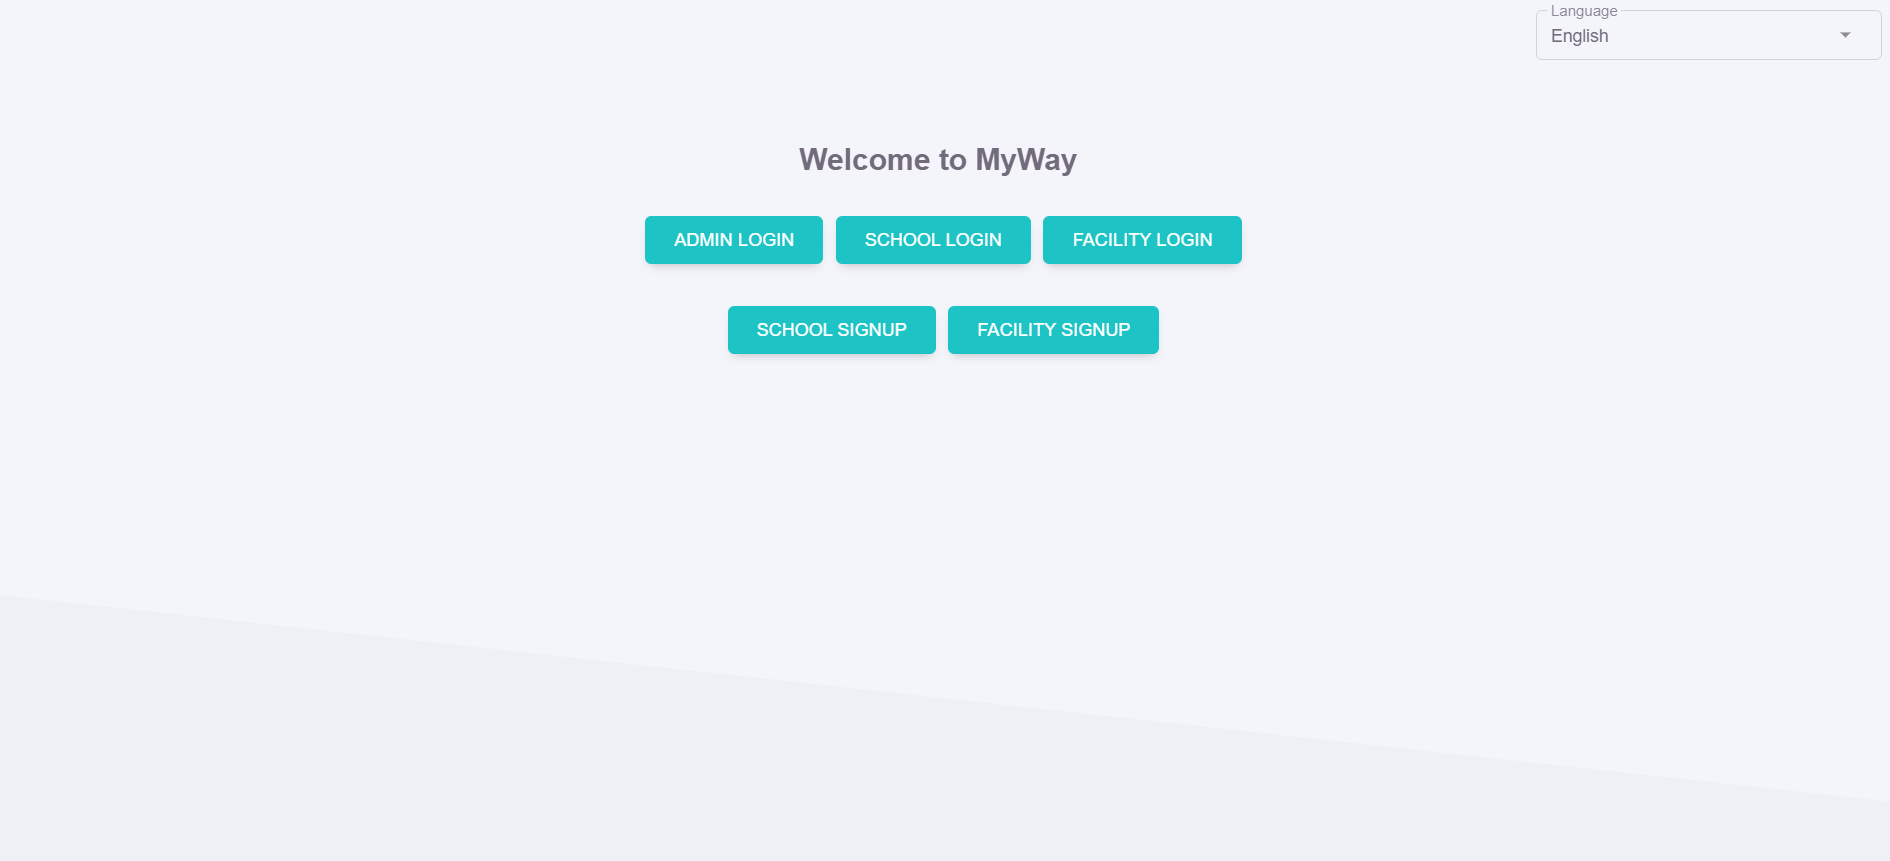 Language
English
Welcome to MyWay
ADMIN LOGIN SCHOOL LOGIN FACILITY LOGIN
SCHOOL SIGNUP FACILITY SIGNUP